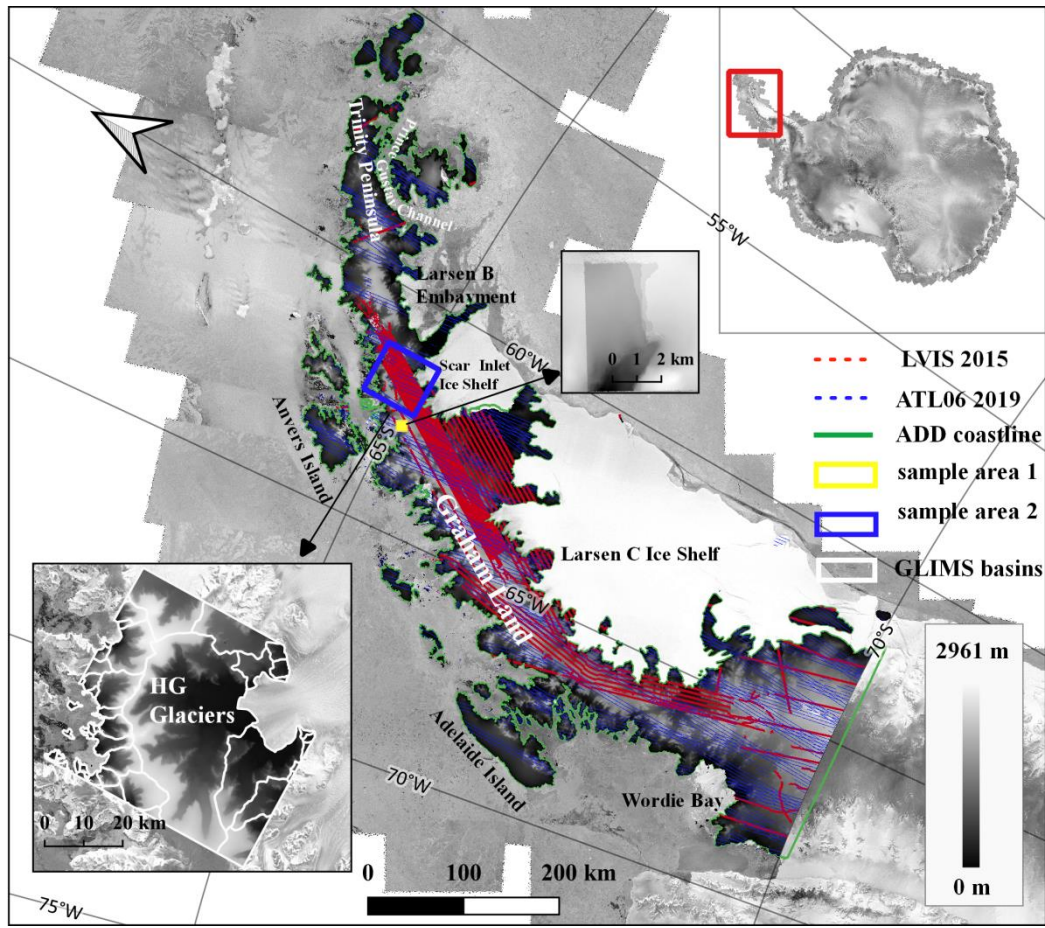 Trinity Peninsula
Prince
Gustav Channel
55°W
Larsen B
Embayment
0 1 2 km
60°W
Scar Inlet
Ice Shelf
LVIS 2015
ATL06 2019
ADD coastline
sample area 1
sample area 2
GLIMS basins
Anvers Island
65°S
Larsen C Ice Shelf
Graham Land
65°W
70°S
2961 m
0 m
HG
Glaciers
0 10 20 km
Adelaide Island
70°W
Wordie Bay
0 100 200 km
75°W